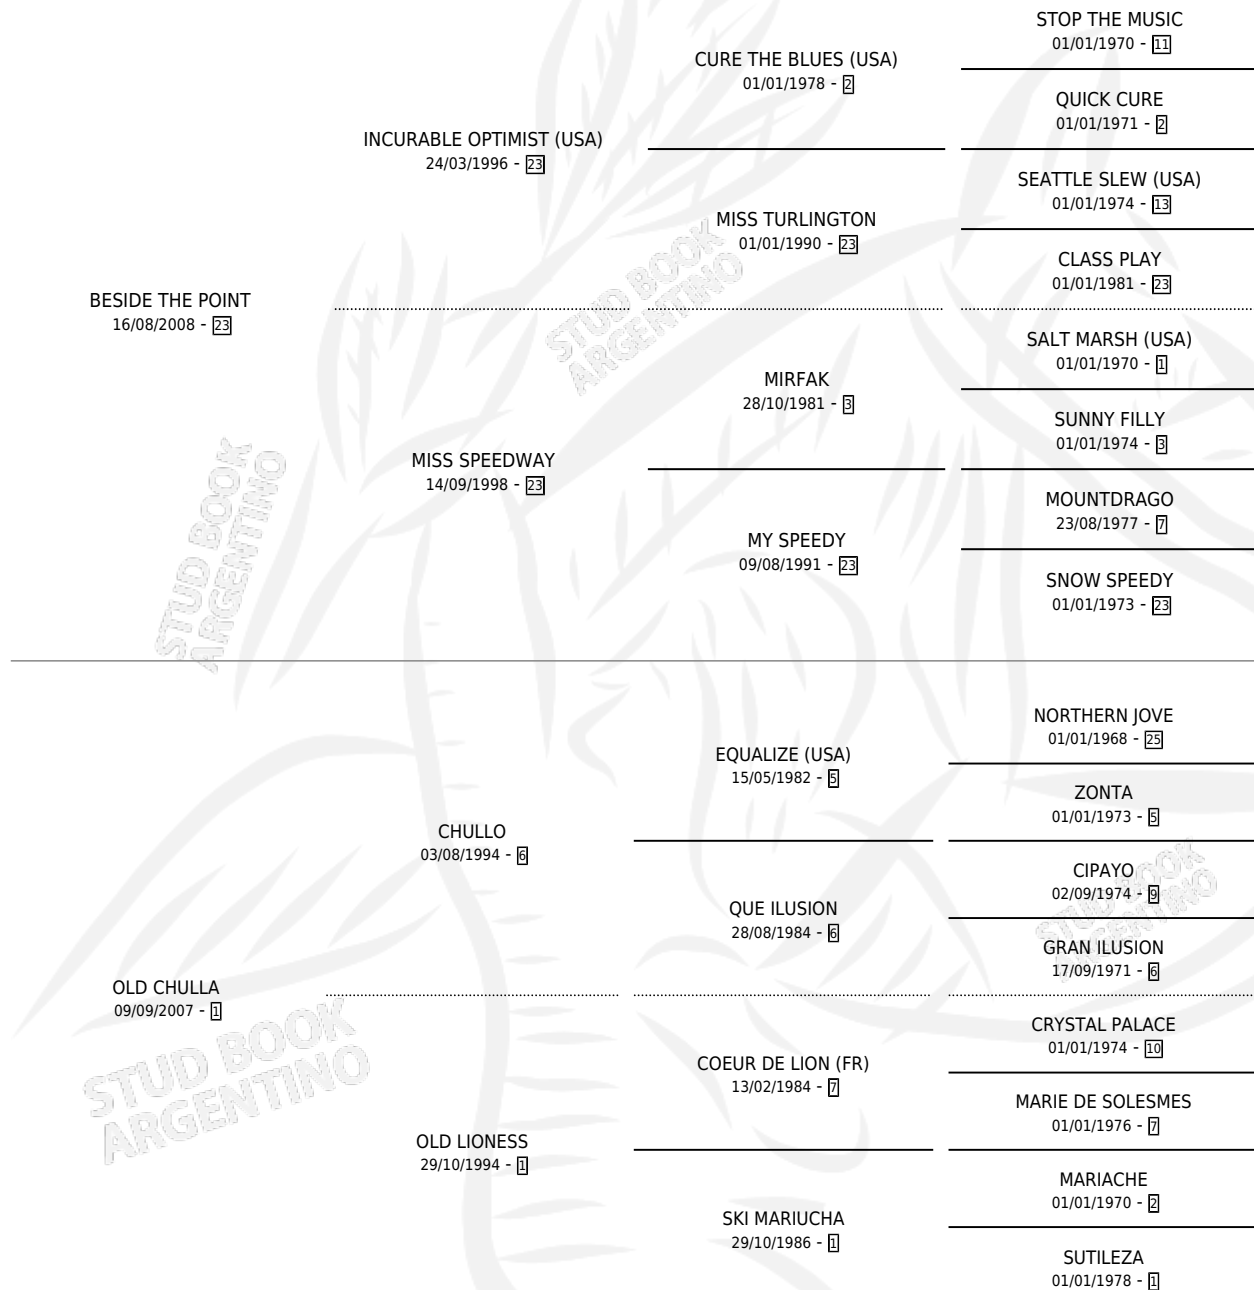 STOP THE MUSIC
01/01/1970 - 11
CURE THE BLUES (USA)
01/01/1978 - 2
QUICK CURE
01/01/1971 - 2
INCURABLE OPTIMIST (USA)
24/03/1996 - 23
SEATTLE SLEW (USA)
01/01/1974 - 13
MISS TURLINGTON
01/01/1990 - 23
CLASS PLAY
01/01/1981 - 23
BESIDE THE POINT
16/08/2008 - 23
STUD BOOK
ARGENTINO
SALT MARSH (USA)
01/01/1970 - 1
MIRFAK
28/10/1981 - 3
SUNNY FILLY
01/01/1974 - 3
MISS SPEEDWAY
14/09/1998 - 23
MOUNTDRAGO
23/08/1977 - 7
MY SPEEDY
09/08/1991 - 23
SNOW SPEEDY
01/01/1973 - 23
STUD BOOK
ARGENTINO
NORTHERN JOVE
01/01/1968 - 25
EQUALIZE (USA)
15/05/1982 - 5
ZONTA
01/01/1973 - 5
CHULLO
03/08/1994 - 6
CIPAYO
02/09/1974 - 9
QUE ILUSION
28/08/1984 - 6
STUD BOOK
ARGENTINO
GRAN ILUSION
17/09/1971 - 6
OLD CHULLA
09/09/2007 - 1
CRYSTAL PALACE
01/01/1974 - 10
COEUR DE LION (FR)
13/02/1984 - 7
MARIE DE SOLESMES
01/01/1976 - 7
STUD BOOK
ARGENTINO
OLD LIONESS
29/10/1994 - 1
MARIACHE
01/01/1970 - 2
SKI MARIUCHA
29/10/1986 - 1
SUTILEZA
01/01/1978 - 1